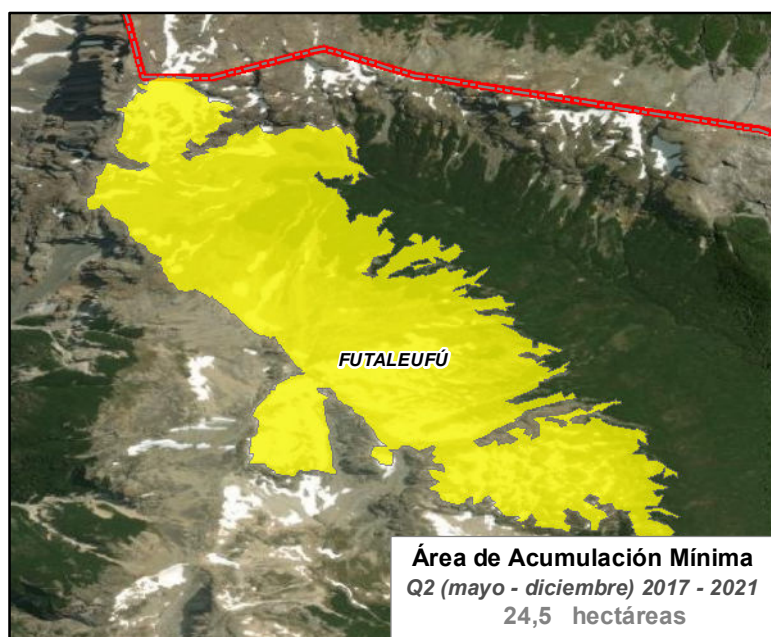 FUTALEUFÚ
Área de Acumulación Mínima
Q2 (mayo - diciembre) 2017 - 2021
24,5 hectáreas